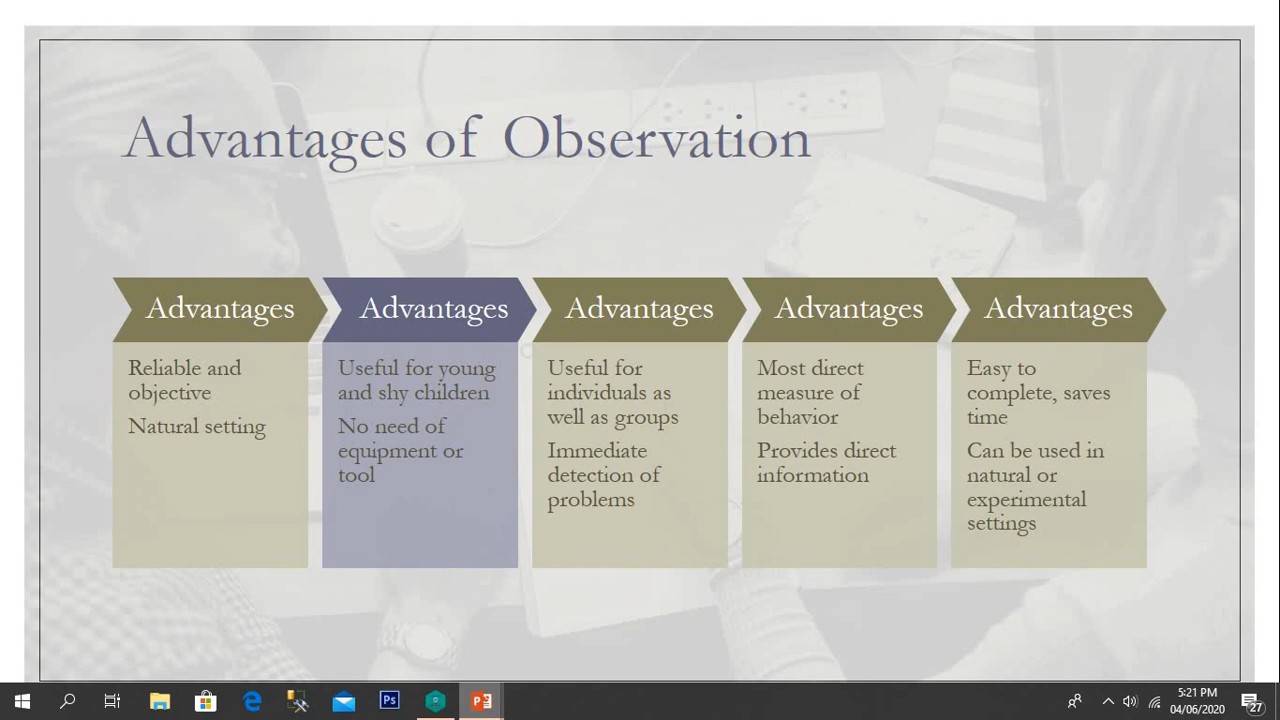 Advantages of Observation
Advantages
Reliable and
objective
Natural setting
Advantages
Useful for young
and shy children
No need of
equipment or
tool
Advantages
Useful for
individuals as
well as groups
Immediate
detection of
problems
Advantages
Most direct
measure of
behavior
Provides direct
information
Advantages
Easy to
complete, saves
time
Can be used in
natural or
experimental
settings
Ps
5:21 PM
04/06/2020
27